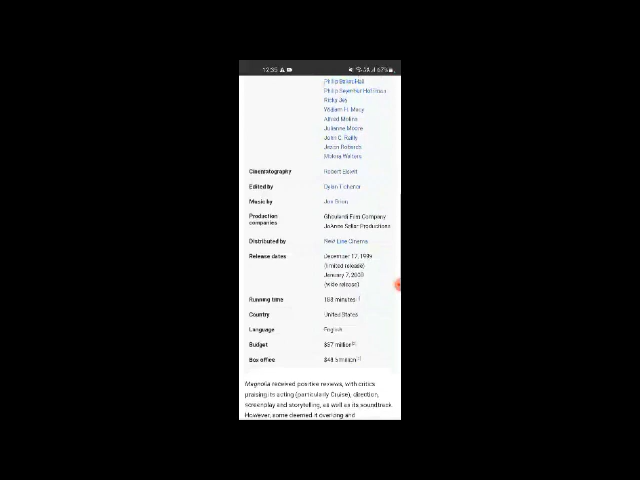 12:35
67%
Philip Baker Hall
Philip Seymour Hoffman
Ricky Jay
William H. Macy
Alfred Molina
Julianne Moore
John C. Reilly
Jason Robards
Melora Walters
Cinematography Robert Elswit
Edited by Dylan Tichenor
Music by Jon Brion
Production Ghoulardi Film Company
companies JoAnne Sellar Productions
Distributed by New Line Cinema
Release dates December 17, 1999
(limited release)
January 7, 2000
(wide release)
Running time 188 minutes
Country United States
Language English
Budget $37 million
Box office $48.5 million
Magnolia received positive reviews, with critics
praising its acting (particularly Cruise), direction,
screenplay and storytelling, as well as its soundtrack.
However, some deemed it overlong and